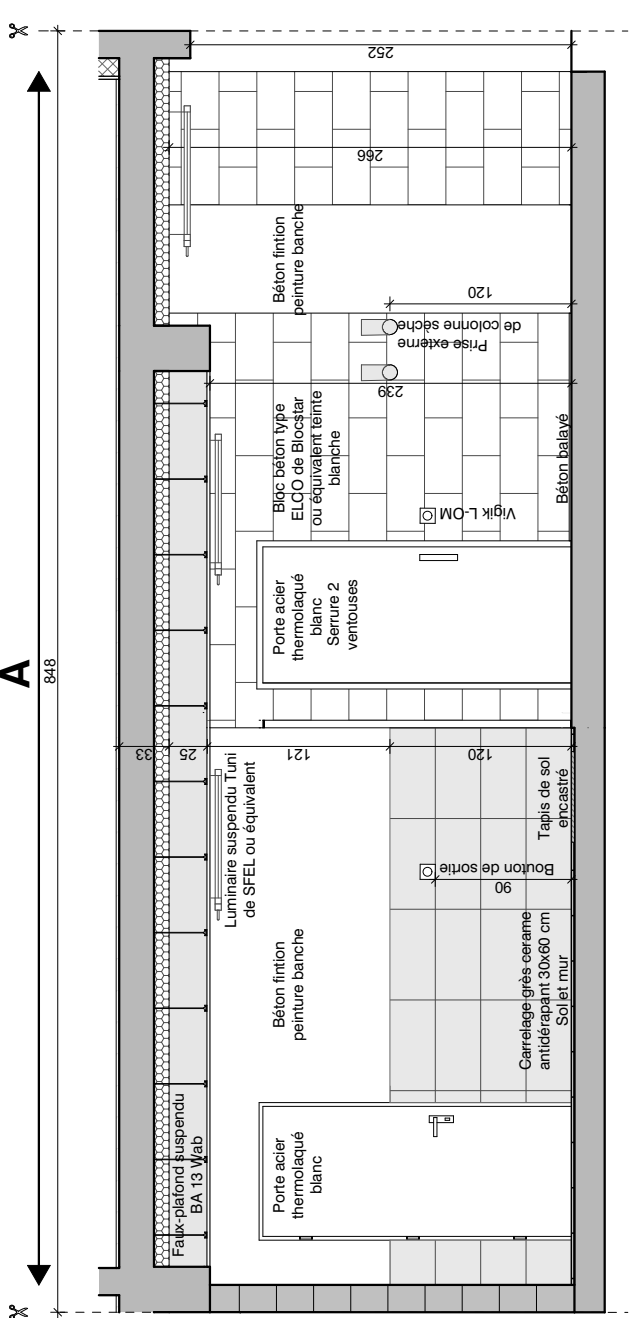 A
848
252
266
Béton fintion
peinture banche
120
Prise externe
de colonne sèche
239
Bloc béton type
ELCO de Blocstar
ou équivalent teinte
blanche
Béton balayé
Vigik L-OM
Porte acier
thermolaqué
blanc
Serrure 2
ventouses
33
25
121
120
Luminaire suspendu Tuni
de SFEL ou équivalent
Tapis de sol
encastré
Bouton de sortie
90
Béton fintion
peinture banche
Carrelage grès cerame
antidérapant 30x60 cm
Sol et mur
Faux-plafond suspendu
BA 13 Wab
Porte acier
thermolaqué
blanc